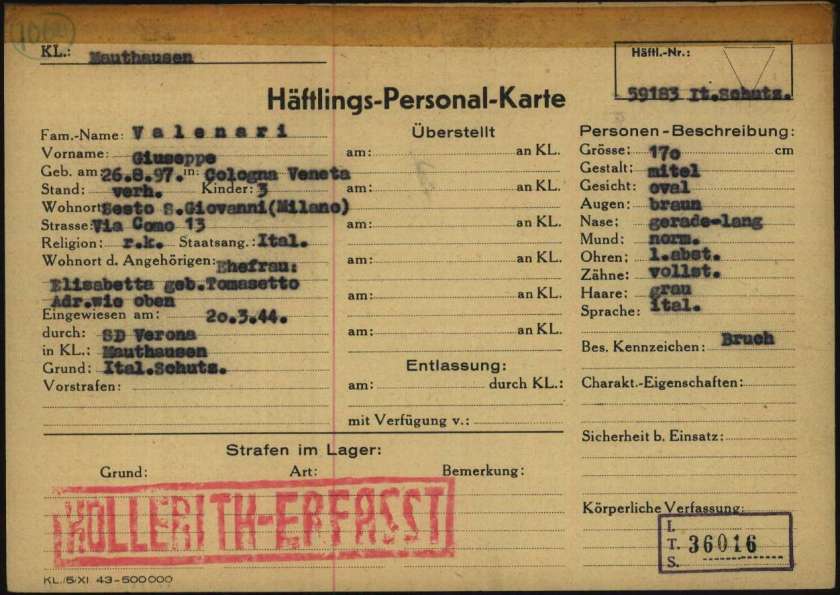 KL.: Mauthausen
Häftl.-Nr.:
59183 It.Schutz.
Häftlings-Personal-Karte
Fam.-Name: Valenari
Vorname: Giuseppe
Geb. am: 26.8.97. in: Cologna Veneta
Stand: verh. Kinder: 3
Wohnort: Sesto S.Giovanni(Milano)
Strasse: Via Como 13
Religion: r.k. Staatsang.: Ital.
Wohnort d. Angehörigen: Ehefrau:
Elisabetta geb.Tomasetto
Adr.wie oben
Eingewiesen am: 20.3.44.
durch: SD Verona
in KL.: Mauthausen
Grund: Ital.Schutz.
Vorstrafen:
Überstellt
am: an KL.
am: an KL.
am: an KL.
am: an KL.
am: an KL.
am: an KL.
Entlassung:
am: durch KL.:
mit Verfügung v.:
Personen-Beschreibung:
Grösse: 170 cm
Gestalt: mitel
Gesicht: oval
Augen: braun
Nase: gerade-lang
Mund: norm.
Ohren: l.abst.
Zähne: vollst.
Haare: grau
Sprache: ital.
Bes. Kennzeichen: Bruch
Charakt.-Eigenschaften:
Sicherheit b. Einsatz:
Körperliche Verfassung:
Strafen im Lager:
Grund: Art: Bemerkung:
HOLLERITH-ERFASST
I.
T. 36016
S.
KL./5/XI 43-500000